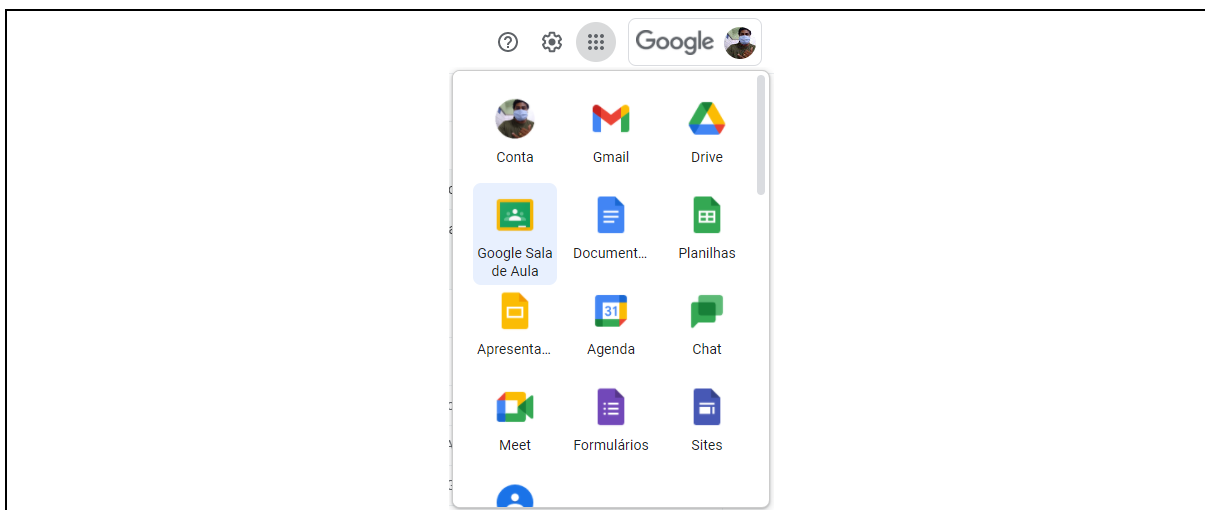 Google
Conta
Gmail
Drive
Google Sala
de Aula
Document...
Planilhas
31
Apresenta...
Agenda
Chat
Meet
Formulários
Sites